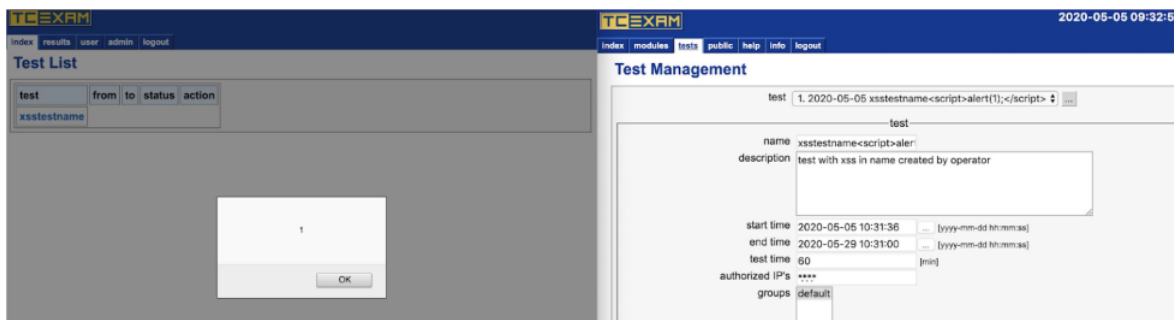 TCEXAM
index results user admin logout
Test List
test from to status action
xsstestname
1
OK
TCEXAM
2020-05-05 09:32:5
index modules tests public help info logout
Test Management
test 1. 2020-05-05 xsstestname<script>alert(1);</script> ...
test
name xsstestname<script>aler
description test with xss in name created by operator
start time 2020-05-05 10:31:36 ... [yyyy-mm-dd hh:mm:ss]
end time 2020-05-29 10:31:00 ... [yyyy-mm-dd hh:mm:ss]
test time 60 [min]
authorized IP's *.*.*.*
groups default